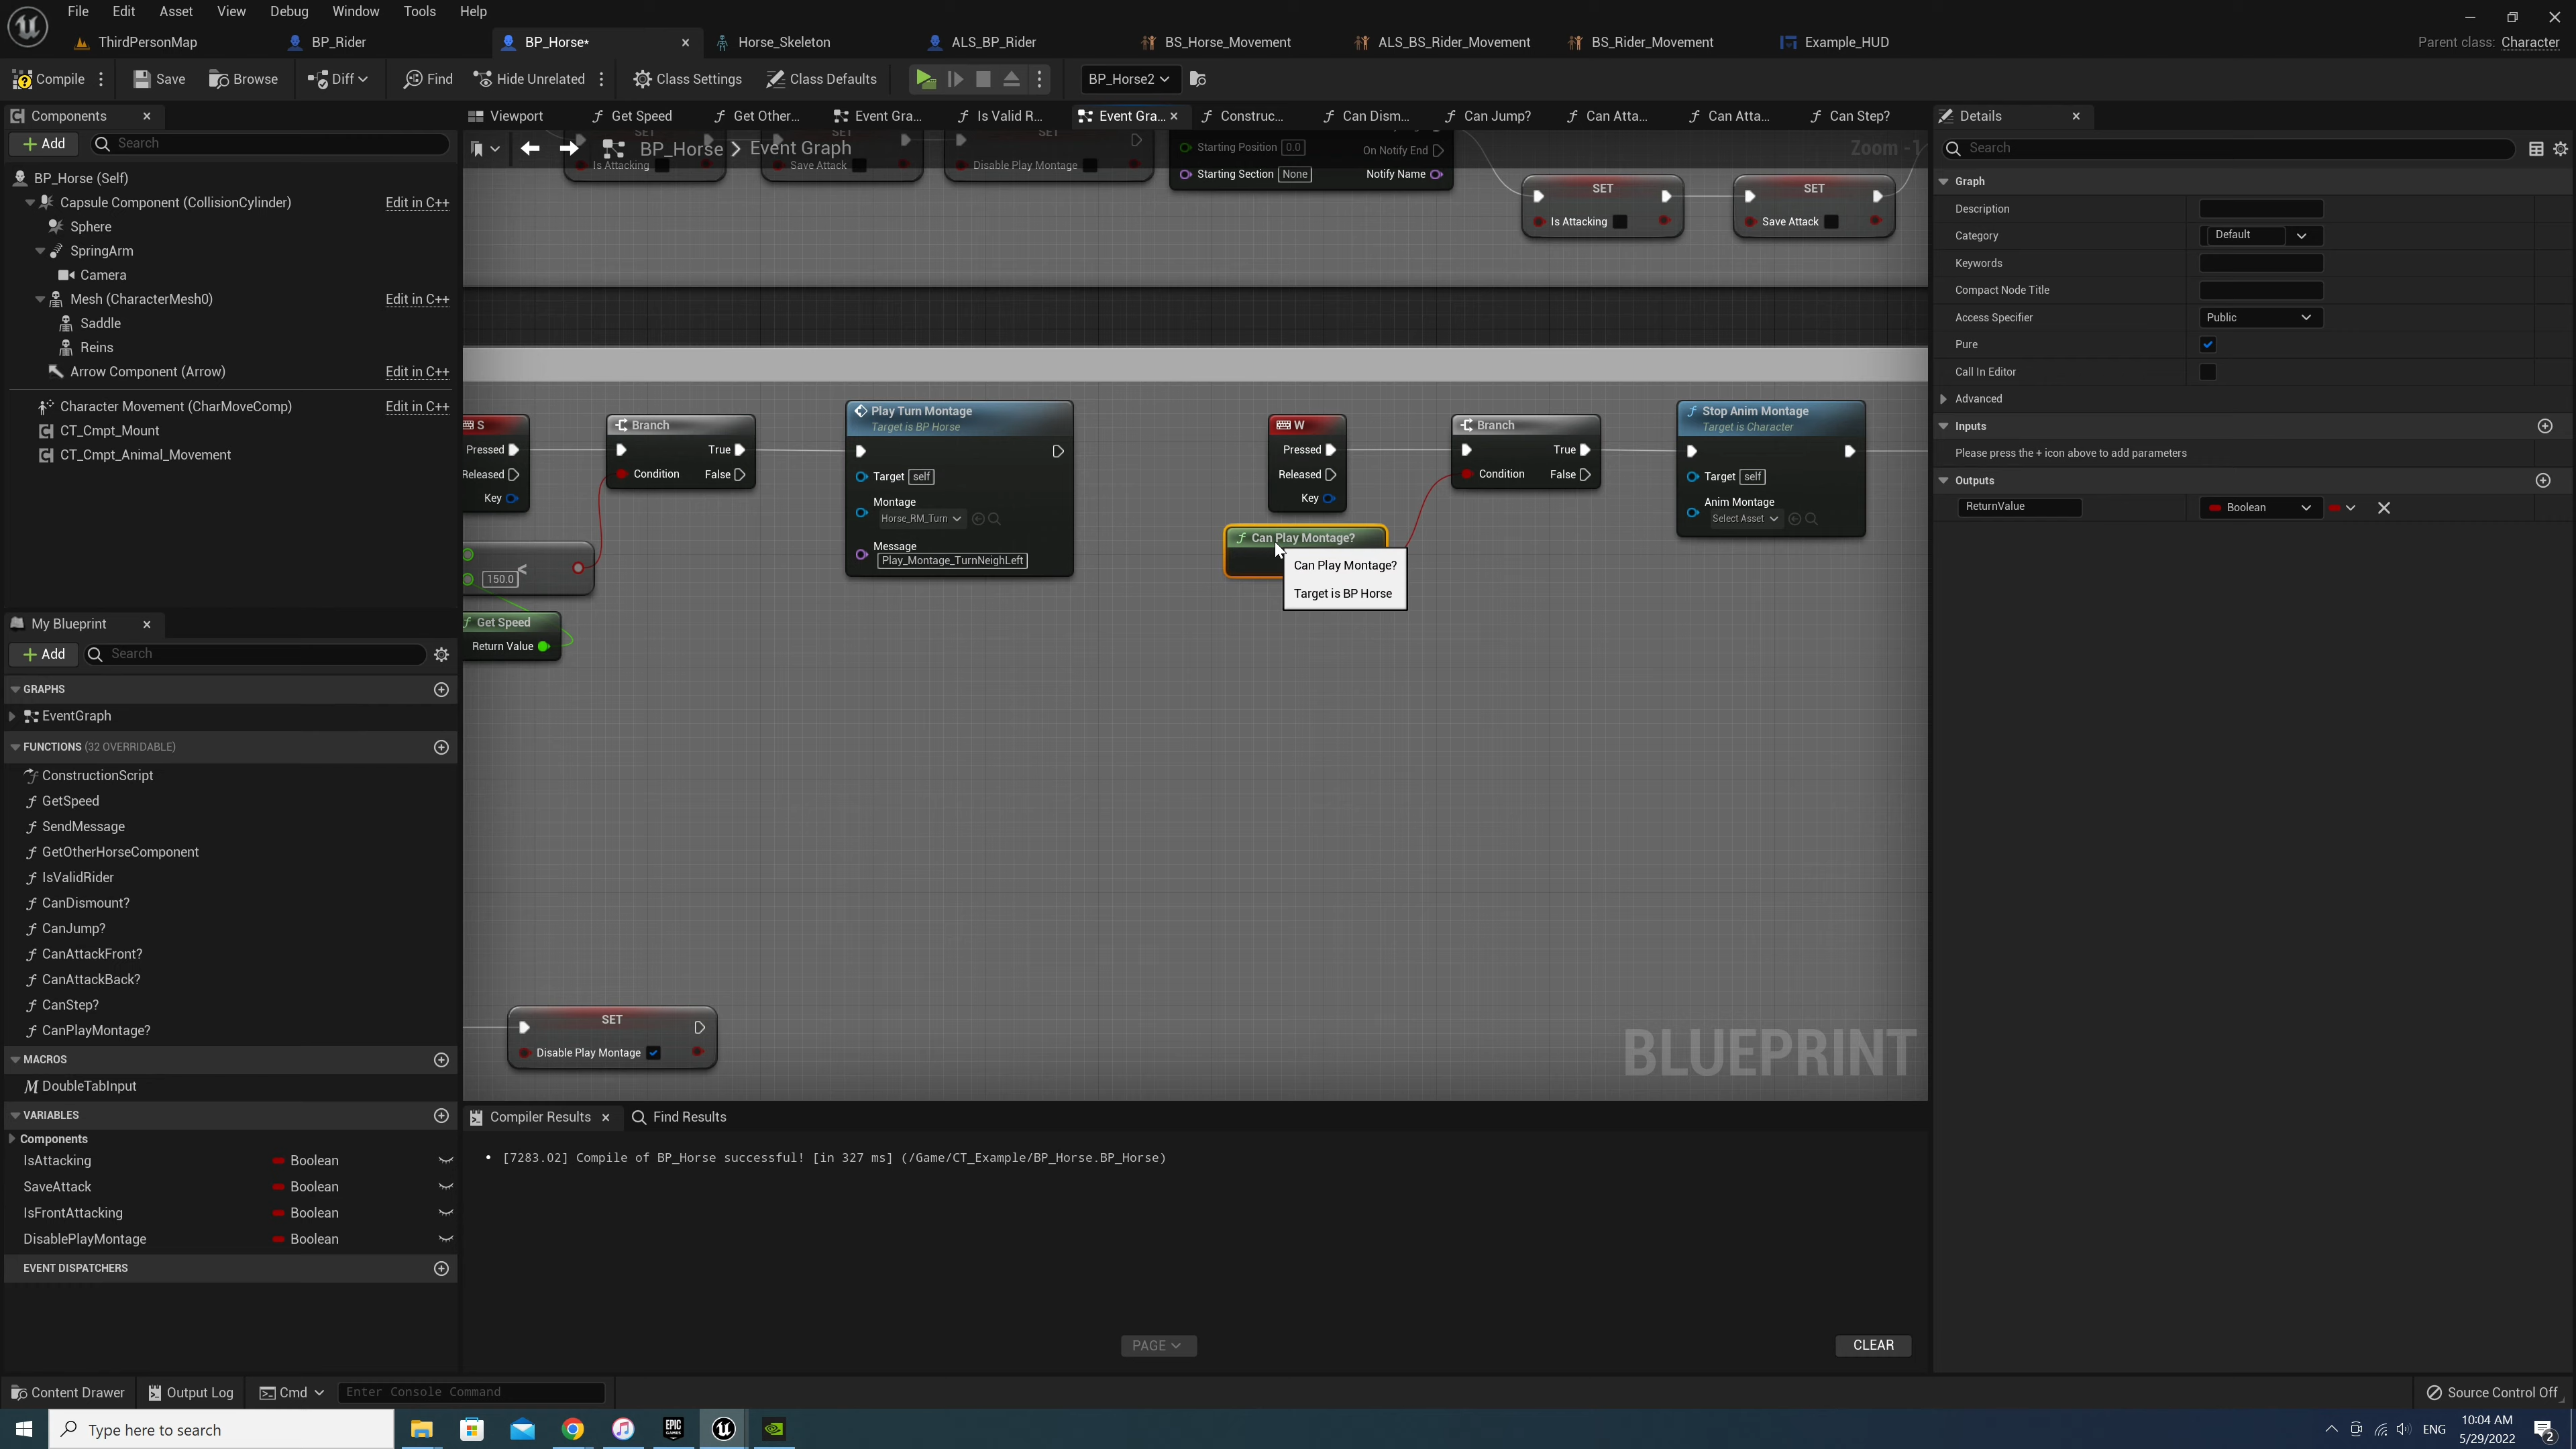 File Edit Asset View Debug Window Tools Help
ThirdPersonMap BP_Rider BP_Horse* Horse_Skeleton ALS_BP_Rider BS_Horse_Movement ALS_BS_Rider_Movement BS_Rider_Movement Example_HUD Parent class: Character
Compile Save Browse Diff Find Hide Unrelated Class Settings Class Defaults BP_Horse2
Components
Add Search
BP_Horse (Self)
Capsule Component (CollisionCylinder) Edit in C++
Sphere
SpringArm
Camera
Mesh (CharacterMesh0) Edit in C++
Saddle
Reins
Arrow Component (Arrow) Edit in C++
Character Movement (CharMoveComp) Edit in C++
CT_Cmpt_Mount
CT_Cmpt_Animal_Movement
My Blueprint
Add Search
GRAPHS
EventGraph
FUNCTIONS (32 OVERRIDABLE)
ConstructionScript
GetSpeed
SendMessage
GetOtherHorseComponent
IsValidRider
CanDismount?
CanJump?
CanAttackFront?
CanAttackBack?
CanStep?
CanPlayMontage?
MACROS
DoubleTabInput
VARIABLES
Components
IsAttacking Boolean
SaveAttack Boolean
IsFrontAttacking Boolean
DisablePlayMontage Boolean
EVENT DISPATCHERS
Viewport Get Speed Get Other... Event Gra... Is Valid R... Event Gra... Construc... Can Dism... Can Jump? Can Atta... Can Atta... Can Step?
BP_Horse > Event Graph
Zoom -1
SET
Is Attacking
SET
Save Attack
SET
Disable Play Montage
Starting Position 0.0 On Notify End
Starting Section None Notify Name
SET
Is Attacking
SET
Save Attack
S
Pressed
Released
Key
Branch
True
Condition False
Play Turn Montage
Target is BP Horse
Target self
Montage
Horse_RM_Turn
Message
Play_Montage_TurnNeighLeft
150.0 <
Get Speed
Return Value
W
Pressed
Released
Key
Branch
True
Condition False
Stop Anim Montage
Target is Character
Target self
Anim Montage
Select Asset
Can Play Montage?
Can Play Montage?
Target is BP Horse
SET
Disable Play Montage
BLUEPRINT
Compiler Results Find Results
[7283.02] Compile of BP_Horse successful! [in 327 ms] (/Game/CT_Example/BP_Horse.BP_Horse)
PAGE CLEAR
Details
Search
Graph
Description
Category Default
Keywords
Compact Node Title
Access Specifier Public
Pure
Call In Editor
Advanced
Inputs
Please press the + icon above to add parameters
Outputs
ReturnValue Boolean
Content Drawer Output Log Cmd Enter Console Command Source Control Off
Type here to search EPIC GAMES ENG 10:04 AM
5/29/2022 2